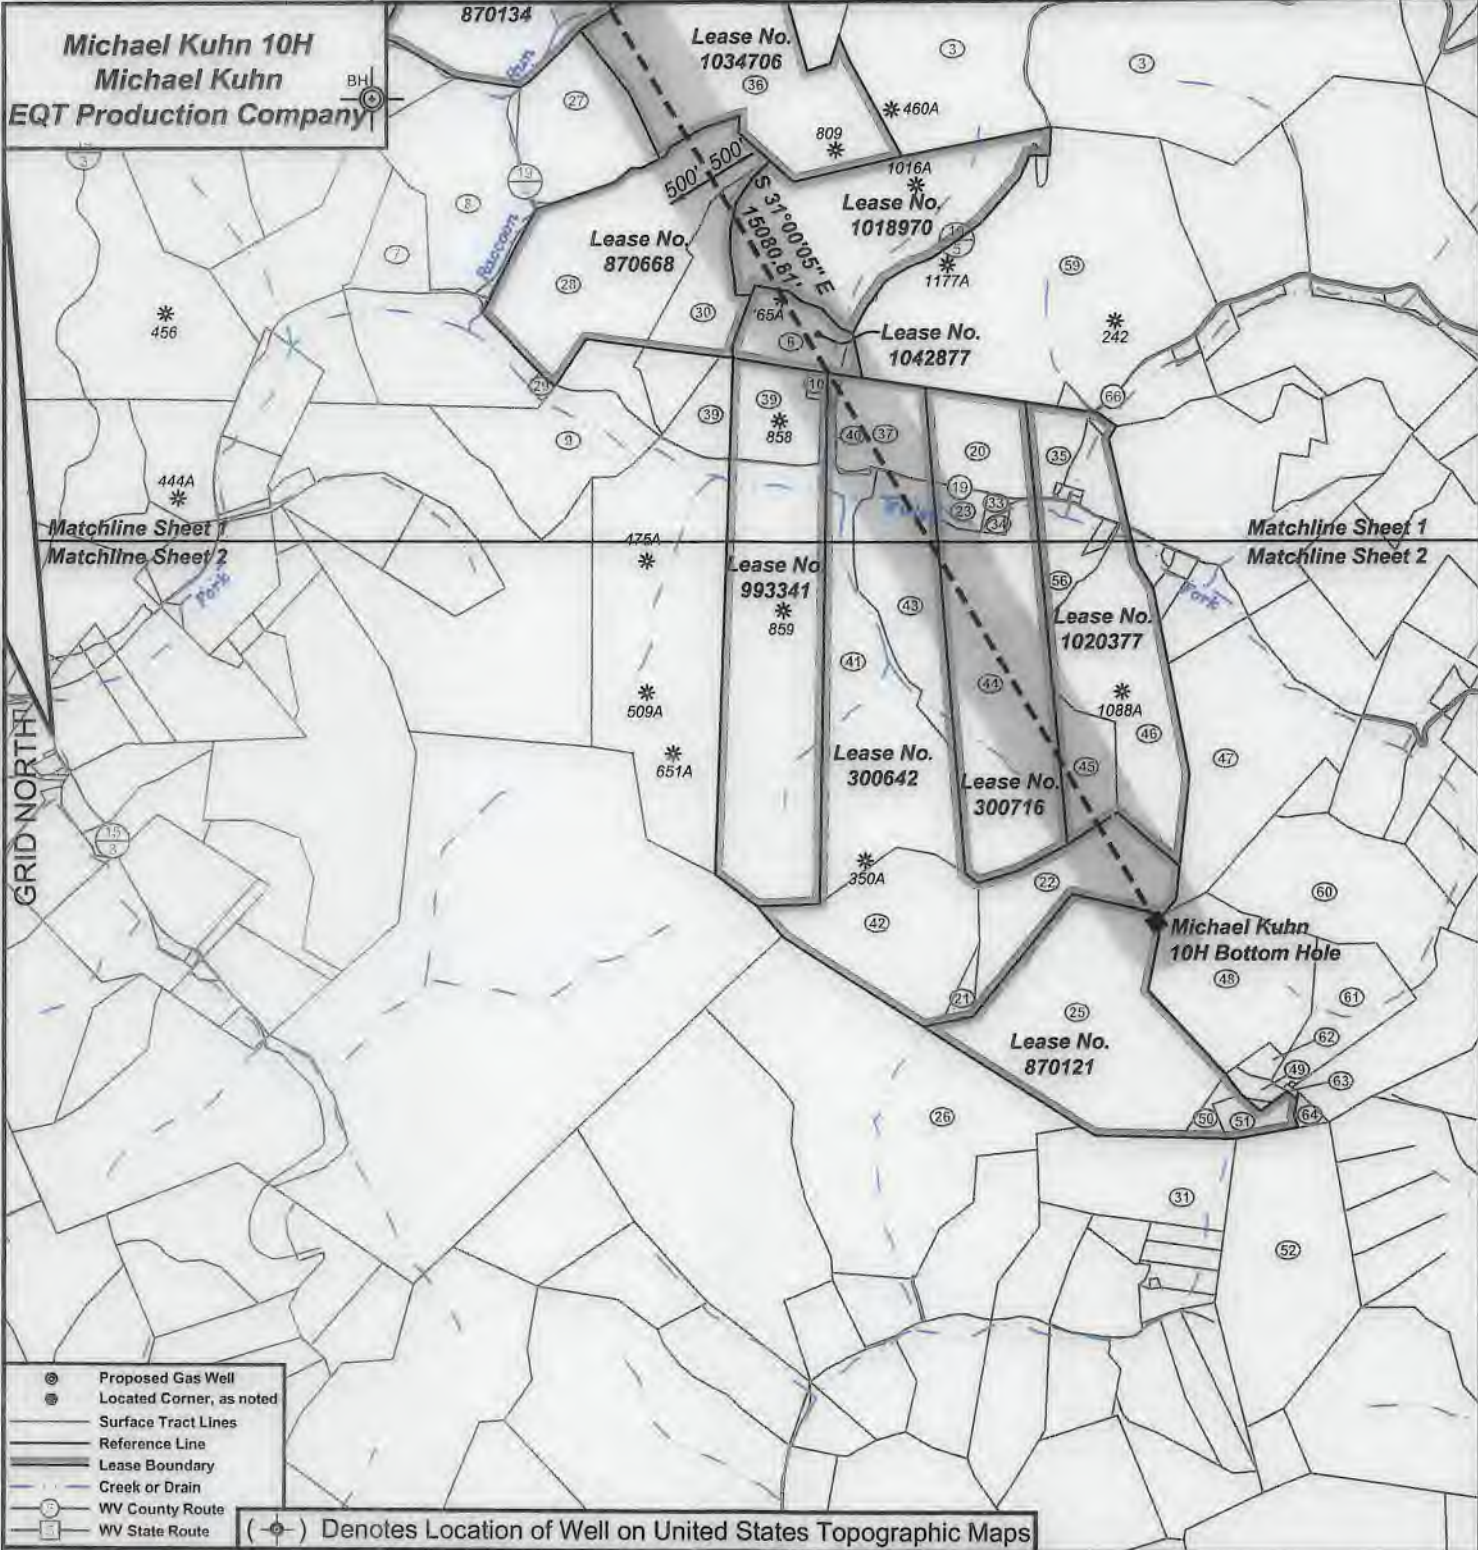 Michael Kuhn 10H
Michael Kuhn
EQT Production Company
BH
870134
Run
Lease No.
1034706
36
3
3
27
460A
809
19
3
8
500' 500'
1016A
Lease No.
1018970
S 31°00'05" E
15080.81'
Raccoon
Lease No.
870668
7
5
1177A
59
28
30
456
65A
6
Lease No.
1042877
242
29
10
66
39
39
858
9
40
37
20
35
444A
19
23
33
34
Matchline Sheet 1
Matchline Sheet 2
Matchline Sheet 1
Matchline Sheet 2
475A
Fork
Fork
Lease No
993341
859
56
43
Lease No.
1020377
41
44
509A
1088A
46
651A
Lease No.
300642
45
47
Lease No.
300716
GRID NORTH
15
3
350A
22
60
42
Michael Kuhn
10H Bottom Hole
48
21
25
61
Lease No.
870121
62
49
63
26
50
51
64
31
52
Proposed Gas Well
Located Corner, as noted
Surface Tract Lines
Reference Line
Lease Boundary
Creek or Drain
WV County Route
WV State Route
( ) Denotes Location of Well on United States Topographic Maps